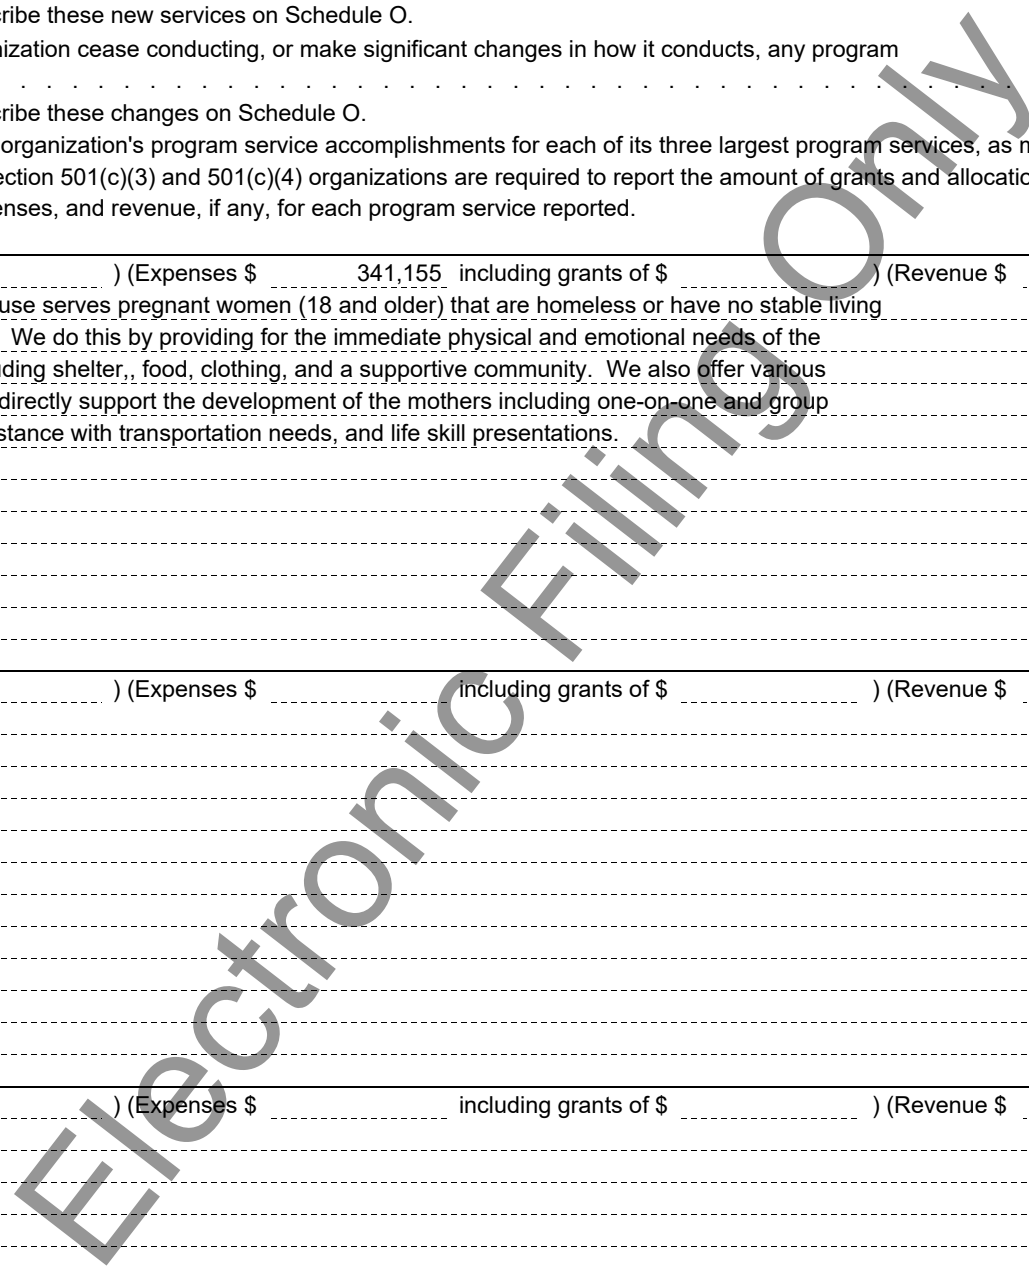 cribe these new services on Schedule O.
nization cease conducting, or make significant changes in how it conducts, any program
. . . . . . . . . . . . . . . . . . . . . . . . . . . . . . . . . . . . . . .
cribe these changes on Schedule O.
organization's program service accomplishments for each of its three largest program services, as m
ection 501(c)(3) and 501(c)(4) organizations are required to report the amount of grants and allocatio
enses, and revenue, if any, for each program service reported.
) (Expenses $ 341,155 including grants of $ ) (Revenue $
use serves pregnant women (18 and older) that are homeless or have no stable living
We do this by providing for the immediate physical and emotional needs of the
ding shelter,, food, clothing, and a supportive community. We also offer various
directly support the development of the mothers including one-on-one and group
stance with transportation needs, and life skill presentations.
) (Expenses $ including grants of $ ) (Revenue $
) (Expenses $ including grants of $ ) (Revenue $
Electronic Filing Only